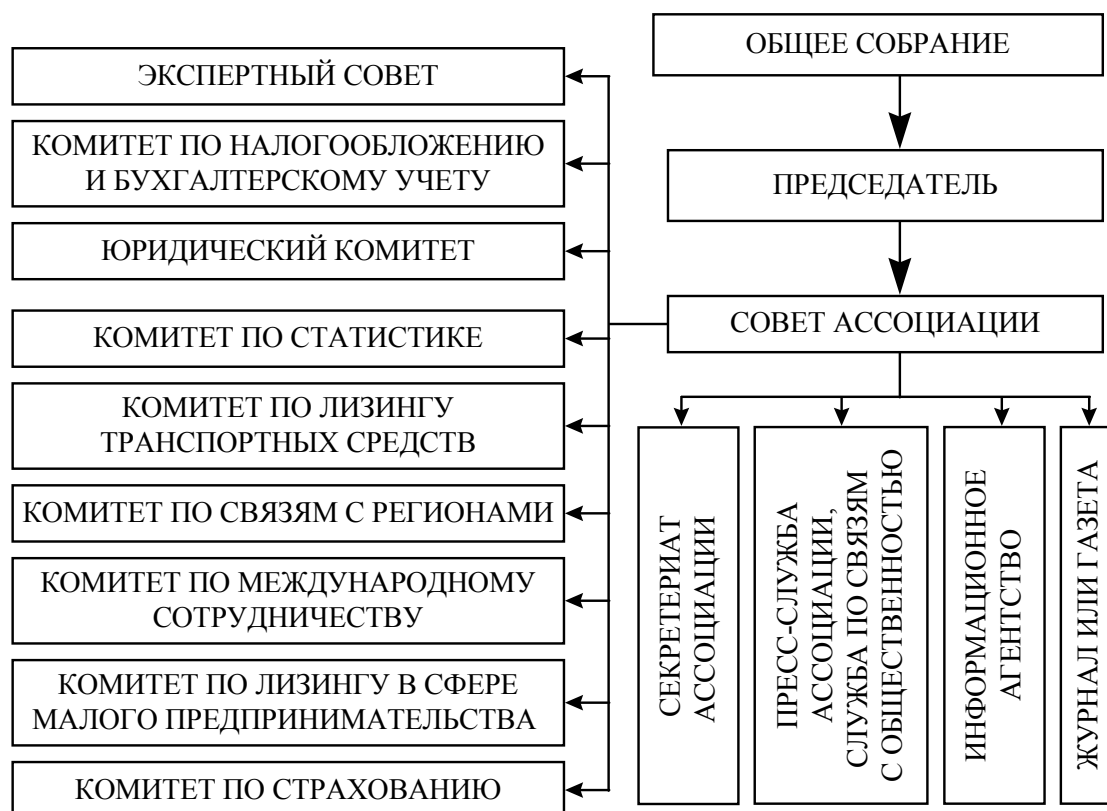 ОБЩЕЕ СОБРАНИЕ
ПРЕДСЕДАТЕЛЬ
СОВЕТ АССОЦИАЦИИ
ЭКСПЕРТНЫЙ СОВЕТ
КОМИТЕТ ПО НАЛОГООБЛОЖЕНИЮ
И БУХГАЛТЕРСКОМУ УЧЕТУ
ЮРИДИЧЕСКИЙ КОМИТЕТ
КОМИТЕТ ПО СТАТИСТИКЕ
КОМИТЕТ ПО ЛИЗИНГУ
ТРАНСПОРТНЫХ СРЕДСТВ
КОМИТЕТ ПО СВЯЗЯМ С РЕГИОНАМИ
КОМИТЕТ ПО МЕЖДУНАРОДНОМУ
СОТРУДНИЧЕСТВУ
КОМИТЕТ ПО ЛИЗИНГУ В СФЕРЕ
МАЛОГО ПРЕДПРИНИМАТЕЛЬСТВА
КОМИТЕТ ПО СТРАХОВАНИЮ
СЕКРЕТЕРИАТ
АССОЦИАЦИИ
ПРЕСС-СЛУЖБА
АССОЦИАЦИИ,
СЛУЖБА ПО СВЯЗЯМ
С ОБЩЕСТВЕННОСТЬЮ
ИНФОРМАЦИОННОЕ
АГЕНТСТВО
ЖУРНАЛ ИЛИ ГАЗЕТА